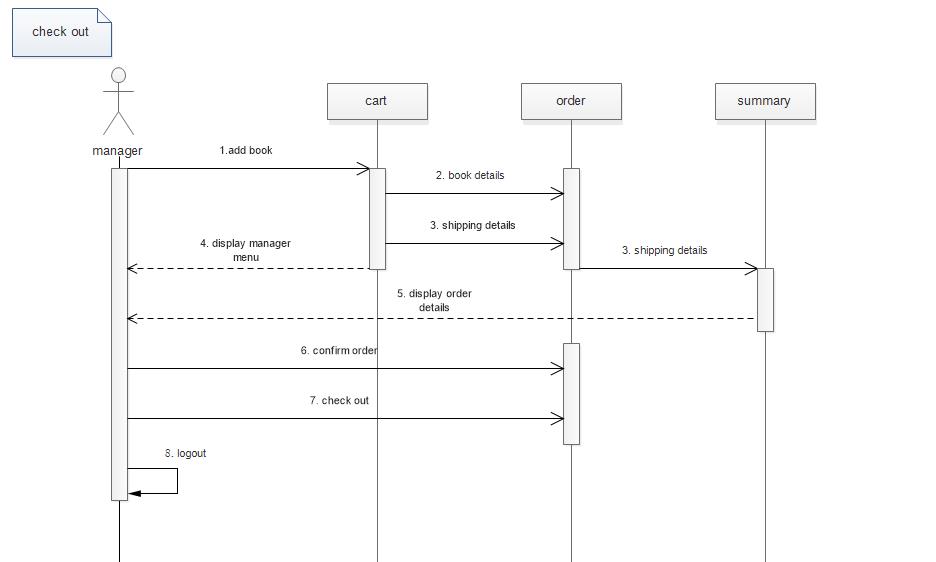 check out
cart
order
summary
manager
1.add book
2. book details
3. shipping details
4. display manager
menu
3. shipping details
5. display order
details
6. confirm order
7. check out
8. logout